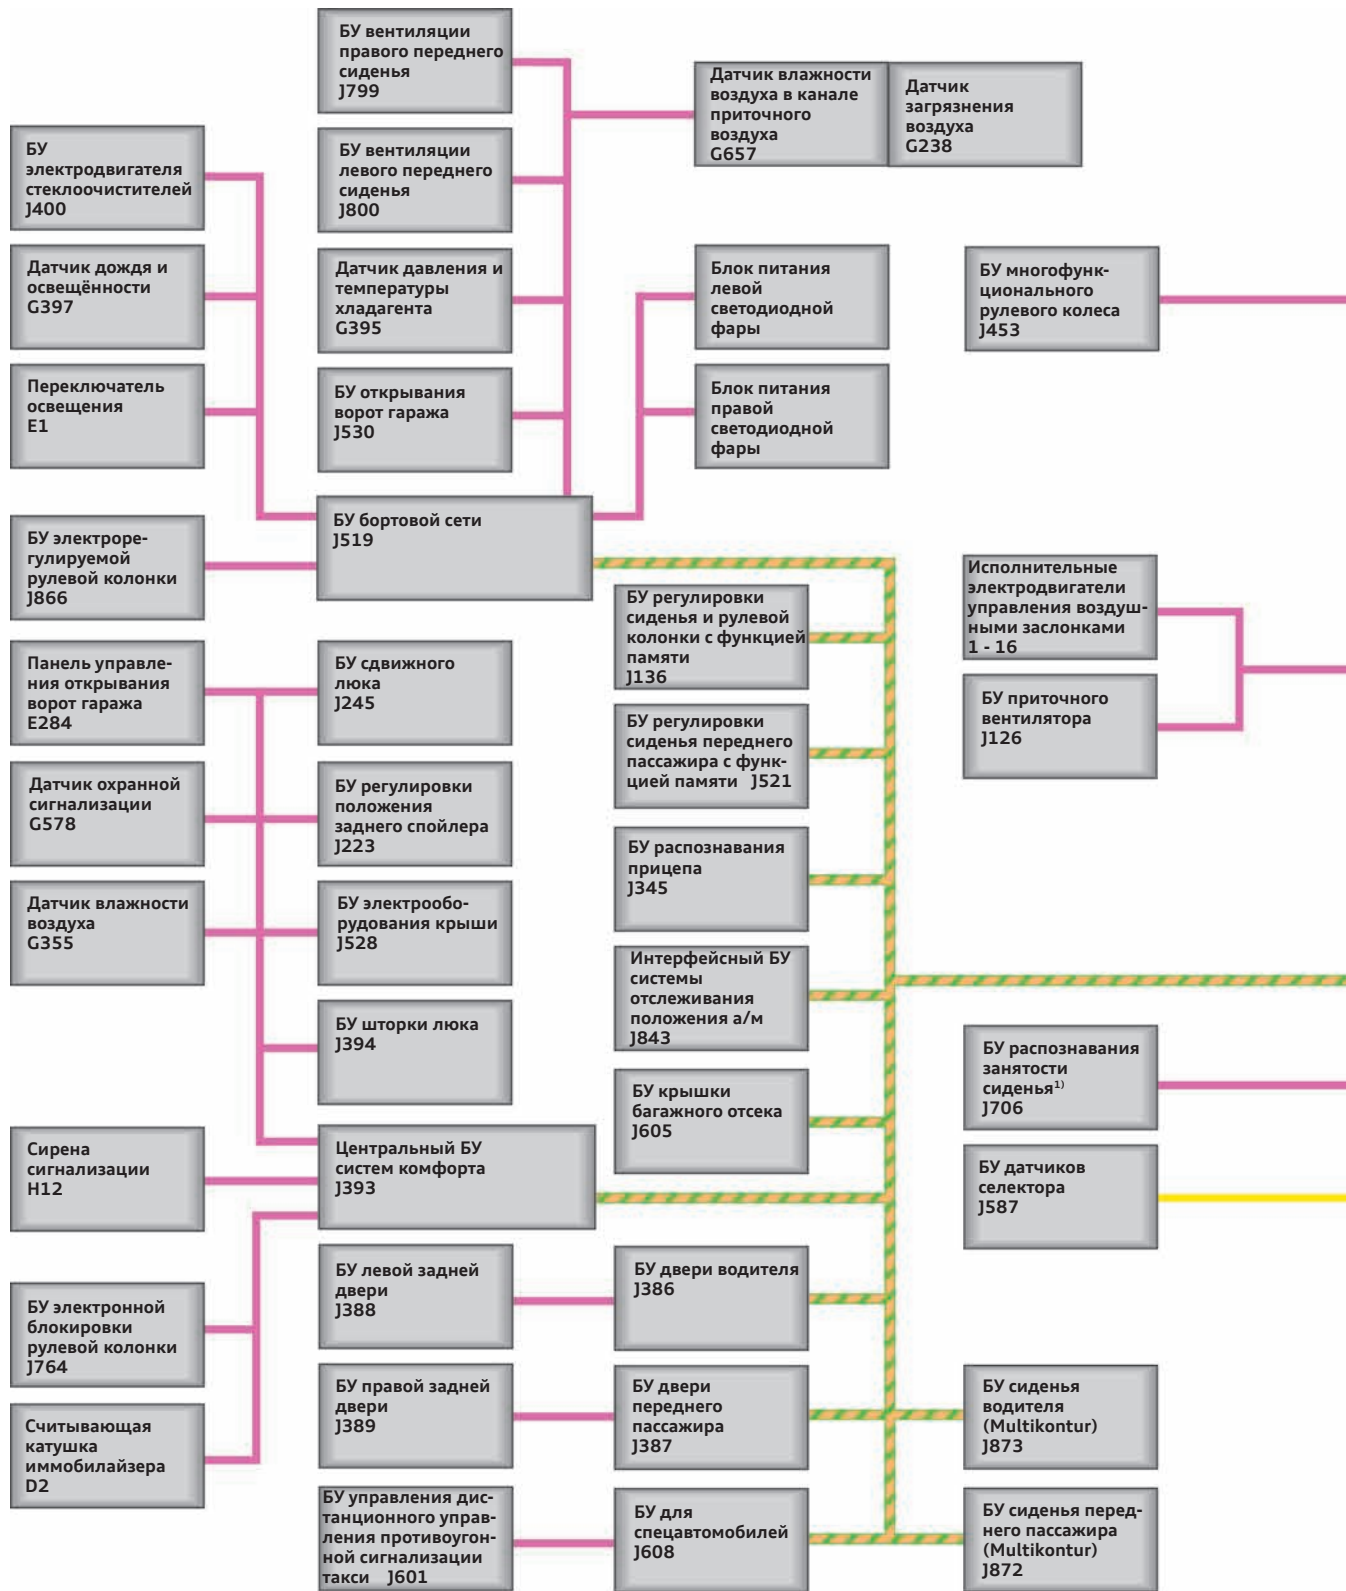 БУ вентиляции
правого переднего
сиденья
J799
Датчик влажности
воздуха в канале
приточного
воздуха
G657
Датчик
загрязнения
воздуха
G238
БУ
электродвигателя
стеклоочистителей
J400
БУ вентиляции
левого переднего
сиденья
J800
Датчик дождя и
освещённости
G397
Датчик давления и
температуры
хладагента
G395
Блок питания
левой
светодиодной
фары
БУ многофунк-
ционального
рулевого колеса
J453
Переключатель
освещения
E1
БУ открывания
ворот гаража
J530
Блок питания
правой
светодиодной
фары
БУ электроре-
гулируемой
рулевой колонки
J866
БУ бортовой сети
J519
Исполнительные
электродвигатели
управления воздуш-
ными заслонками
1 - 16
БУ регулировки
сиденья и рулевой
колонки с функцией
памяти
J136
Панель управле-
ния открывания
ворот гаража
E284
БУ сдвижного
люка
J245
БУ приточного
вентилятора
J126
БУ регулировки
сиденья переднего
пассажира с функ-
цией памяти J521
Датчик охранной
сигнализации
G578
БУ регулировки
положения
заднего спойлера
J223
БУ распознавания
прицепа
J345
Датчик влажности
воздуха
G355
БУ электрообо-
рудования крыши
J528
Интерфейсный БУ
системы
отслеживания
положения а/м
J843
БУ шторки люка
J394
БУ распознавания
занятости
сиденья1)
J706
БУ крышки
багажного отсека
J605
Сирена
сигнализации
H12
Центральный БУ
систем комфорта
J393
БУ датчиков
селектора
J587
БУ левой задней
двери
J388
БУ двери водителя
J386
БУ электронной
блокировки
рулевой колонки
J764
БУ правой задней
двери
J389
БУ двери
переднего
пассажира
J387
БУ сиденья
водителя
(Multikontur)
J873
Считывающая
катушка
иммобилайзера
D2
БУ управления дис-
танционного управ-
ления противоугон-
ной сигнализации
такси J601
БУ для
спецавтомобилей
J608
БУ сиденья перед-
него пассажира
(Multikontur)
J872